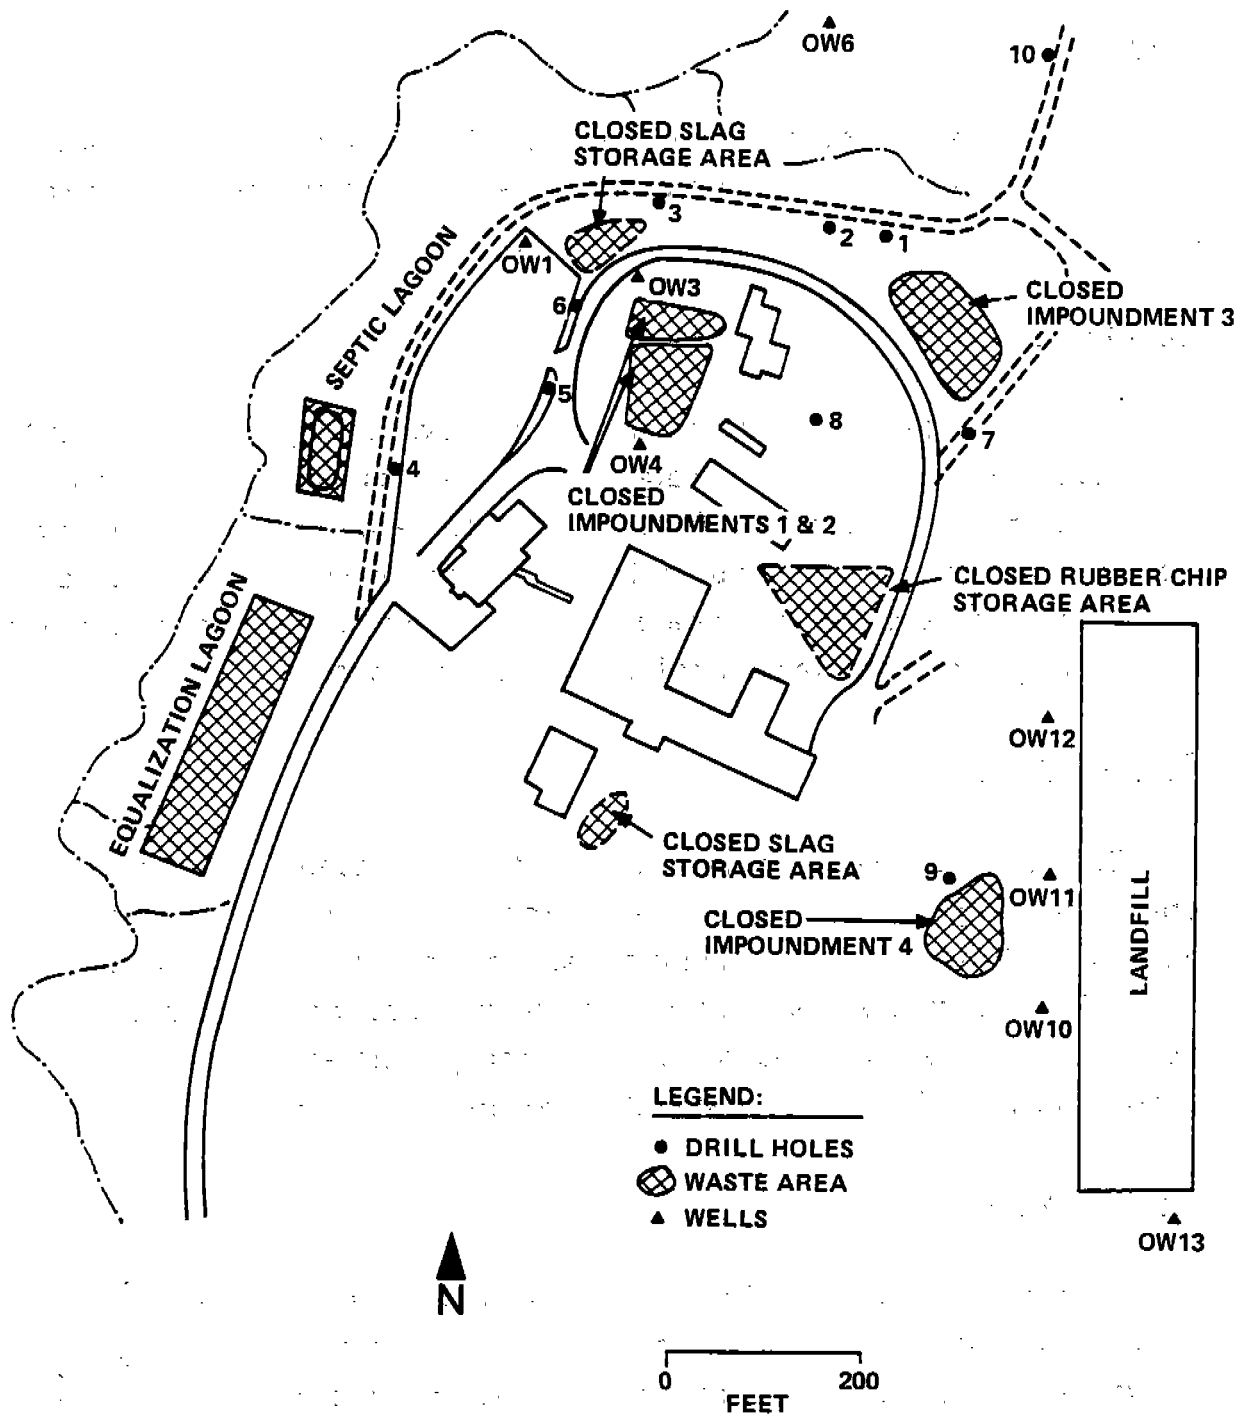 OW6
10
CLOSED SLAG
STORAGE AREA
3
2
1
OW1
SEPTIC LAGOON
OW3
6
CLOSED
IMPOUNDMENT 3
5
8
7
4
OW4
CLOSED
IMPOUNDMENTS 1 & 2
CLOSED RUBBER CHIP
STORAGE AREA
EQUALIZATION LAGOON
OW12
CLOSED SLAG
STORAGE AREA
9
OW11
CLOSED
IMPOUNDMENT 4
LANDFILL
OW10
LEGEND:
DRILL HOLES
WASTE AREA
WELLS
OW13
N
0 200
FEET